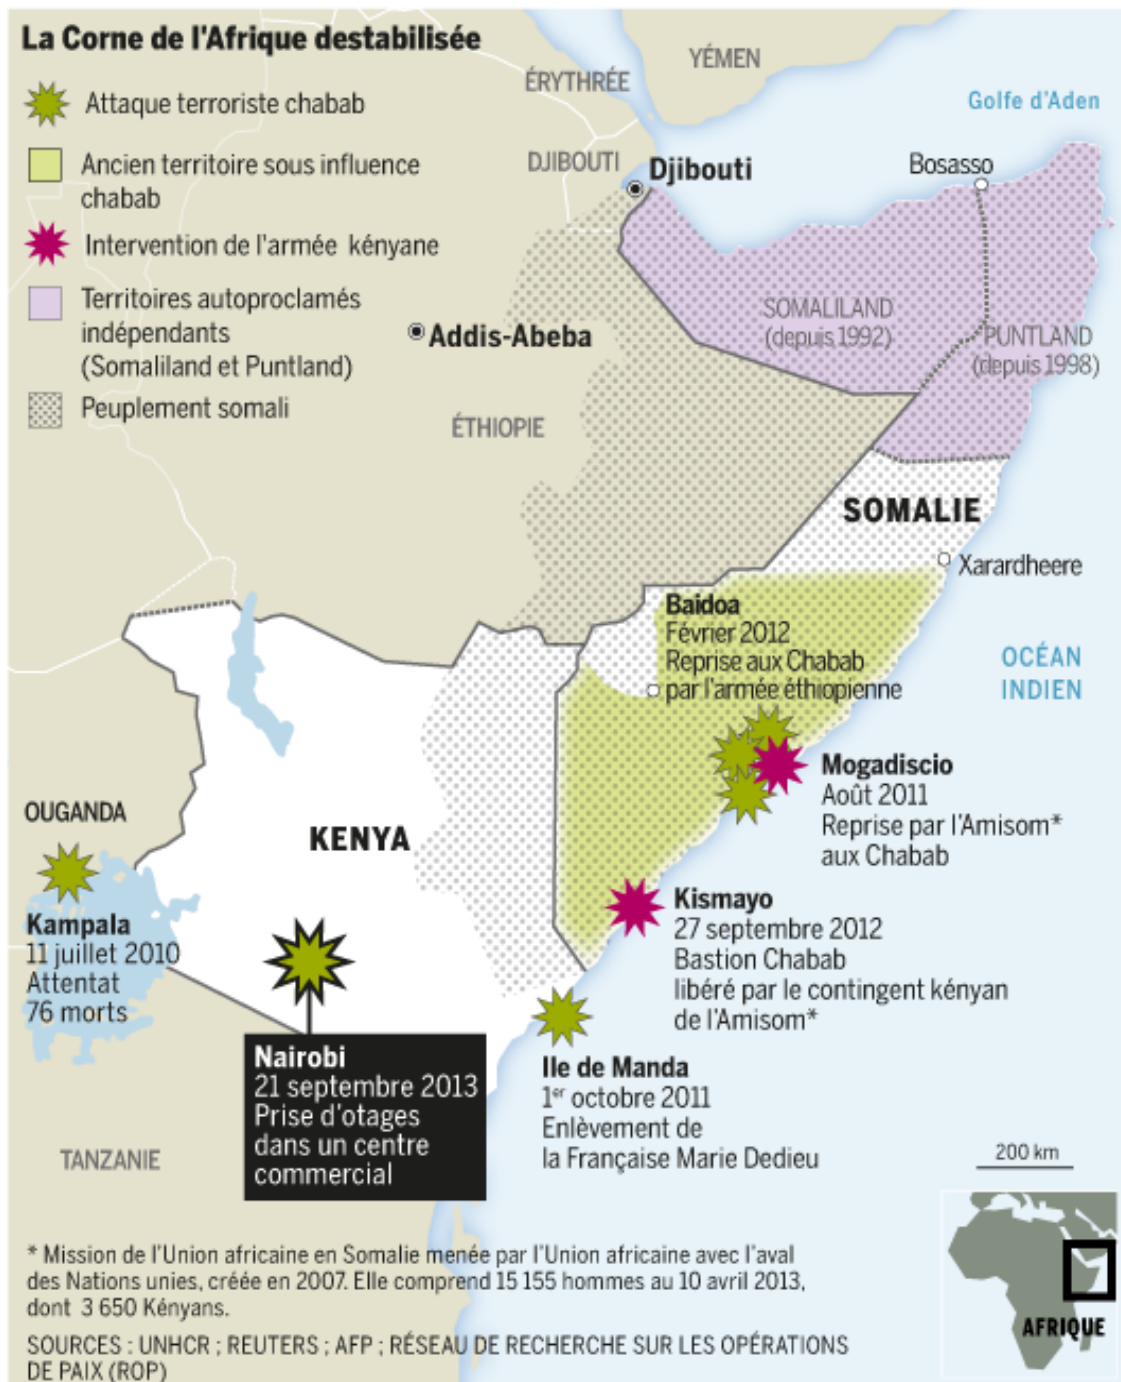 La Corne de l'Afrique destabilisée
Attaque terroriste chabab
Ancien territoire sous influence
chabab
Intervention de l'armée kényane
Territoires autoproclamés
indépendants
(Somaliland et Puntland)
Peuplement somali
YÉMEN
ÉRYTHRÉE
Golfe d'Aden
DJIBOUTI
Djibouti
Bosasso
SOMALILAND
(depuis 1992)
PUNTLAND
(depuis 1998)
Addis-Abeba
ÉTHIOPIE
SOMALIE
Xarardheere
Baidoa
Février 2012
Reprise aux Chabab
par l'armée éthiopienne
OCÉAN
INDIEN
Mogadiscio
Août 2011
Reprise par l'Amisom*
aux Chabab
OUGANDA
KENYA
Kampala
11 juillet 2010
Attentat
76 morts
Kismayo
27 septembre 2012
Bastion Chabab
libéré par le contingent kényan
de l'Amisom*
Nairobi
21 septembre 2013
Prise d'otages
dans un centre
commercial
Ile de Manda
1er octobre 2011
Enlèvement de
la Française Marie Dedieu
TANZANIE
200 km
* Mission de l'Union africaine en Somalie menée par l'Union africaine avec l'aval
des Nations unies, créée en 2007. Elle comprend 15 155 hommes au 10 avril 2013,
dont 3 650 Kényans.
SOURCES : UNHCR ; REUTERS ; AFP ; RÉSEAU DE RECHERCHE SUR LES OPÉRATIONS
DE PAIX (ROP)
AFRIQUE